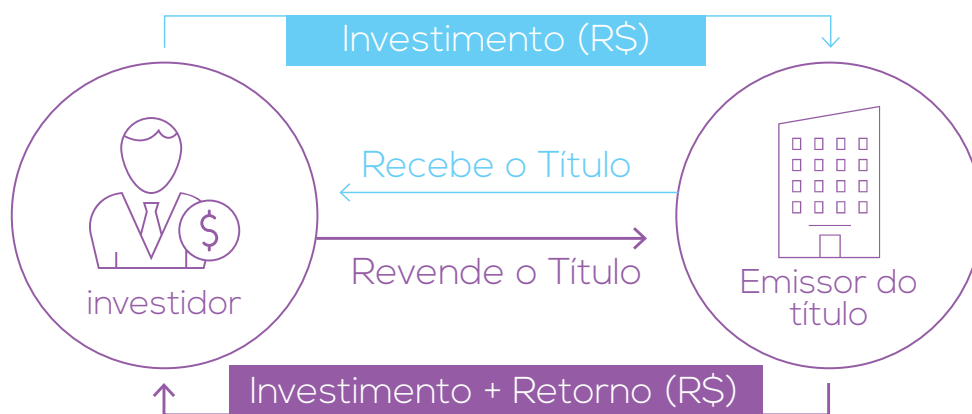 Investimento (R$)
Recebe o Título
$
Revende o Título
investidor
Emissor do
título
Investimento + Retorno (R$)